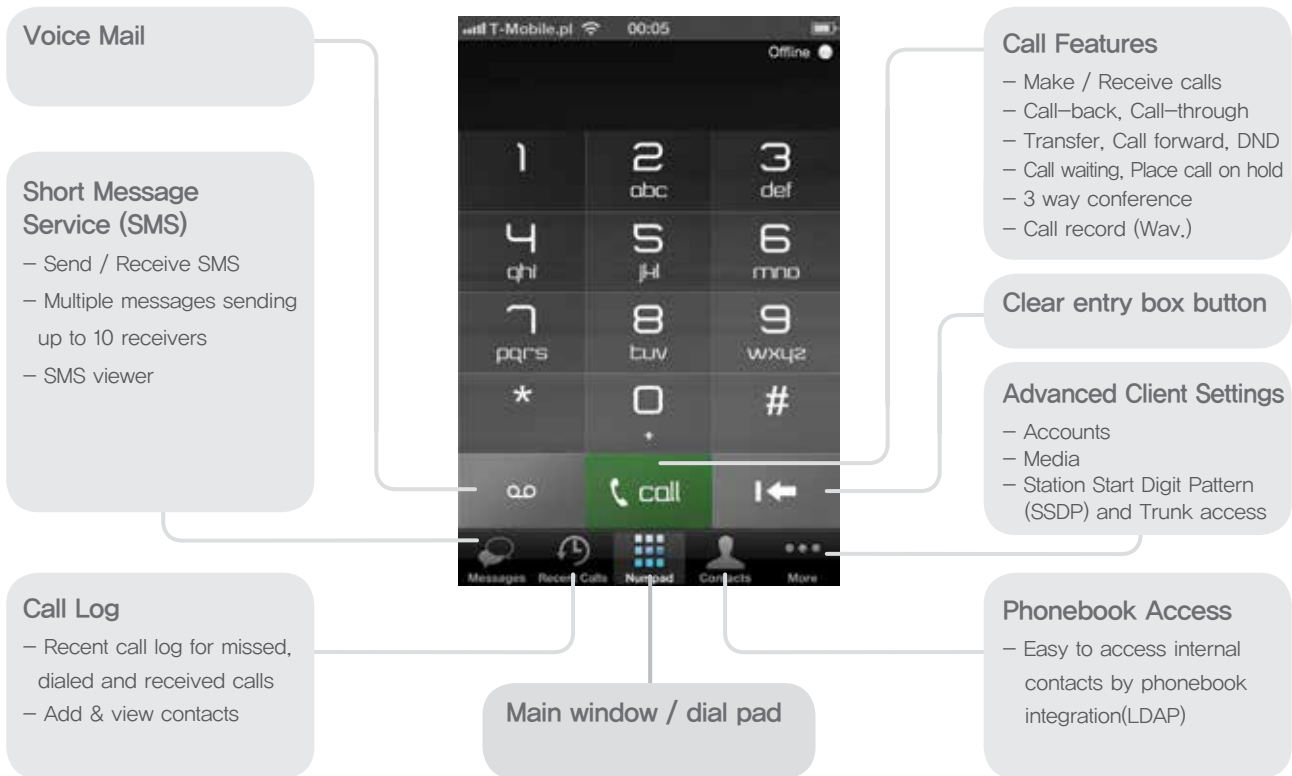 Voice Mail
Short Message
Service (SMS)
– Send / Receive SMS
– Multiple messages sending
up to 10 receivers
– SMS viewer
Call Log
– Recent call log for missed,
dialed and received calls
– Add & view contacts
T-Mobile.pl 00:05
Offline
1 2 3
abc def
4 5 6
ghi jkl mno
7 8 9
pqrs tuv wxyz
* 0 #
+
call
Messages Recent Calls Numpad Contacts More
Main window / dial pad
Call Features
– Make / Receive calls
– Call-back, Call-through
– Transfer, Call forward, DND
– Call waiting, Place call on hold
– 3 way conference
– Call record (Wav.)
Clear entry box button
Advanced Client Settings
– Accounts
– Media
– Station Start Digit Pattern
(SSDP) and Trunk access
Phonebook Access
– Easy to access internal
contacts by phonebook
integration(LDAP)